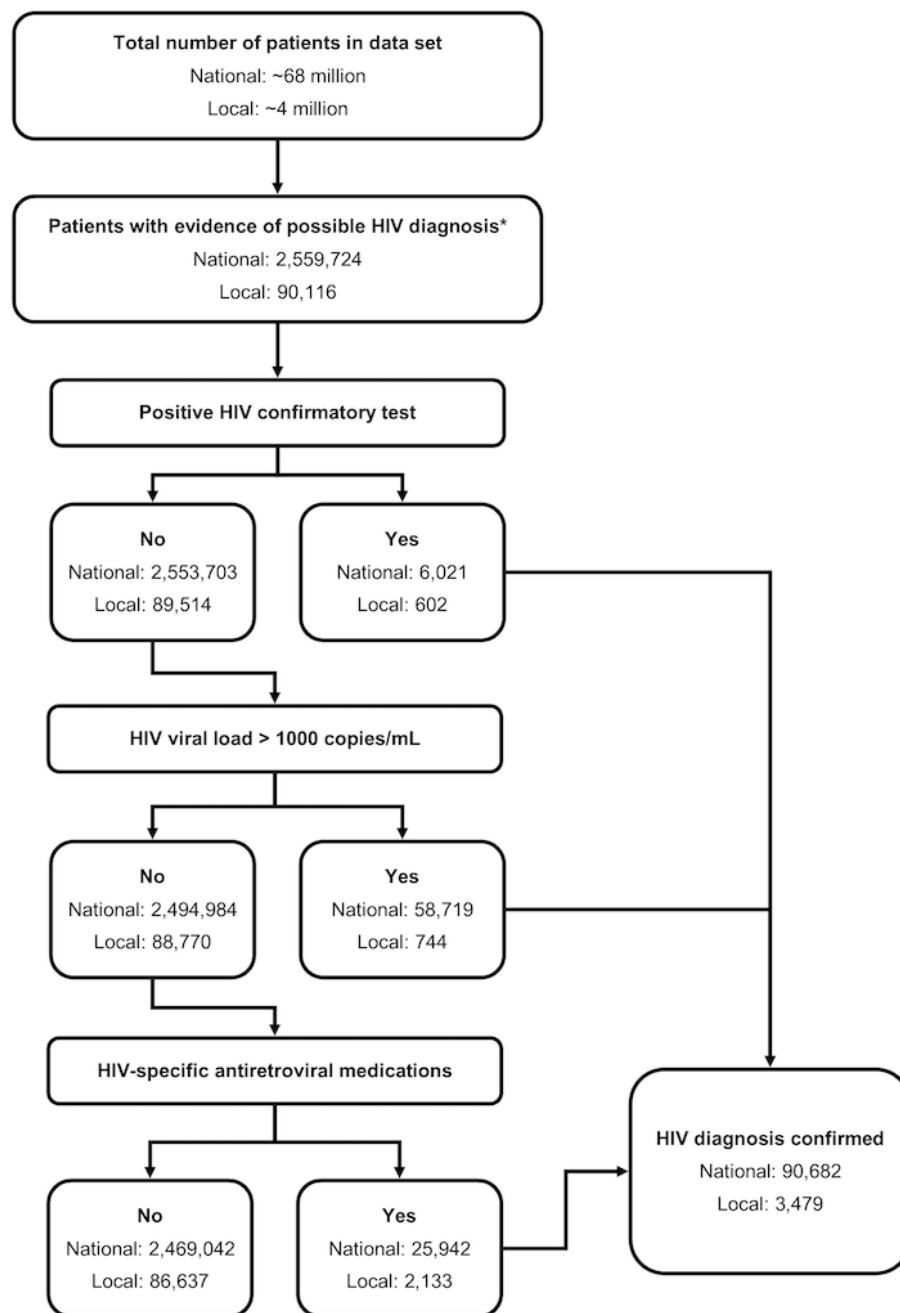 Total number of patients in data set
National: ~68 million
Local: ~4 million
Patients with evidence of possible HIV diagnosis*
National: 2,559,724
Local: 90,116
Positive HIV confirmatory test
No
National: 2,553,703
Local: 89,514
Yes
National: 6,021
Local: 602
HIV viral load > 1000 copies/mL
No
National: 2,494,984
Local: 88,770
Yes
National: 58,719
Local: 744
HIV-specific antiretroviral medications
No
National: 2,469,042
Local: 86,637
Yes
National: 25,942
Local: 2,133
HIV diagnosis confirmed
National: 90,682
Local: 3,479